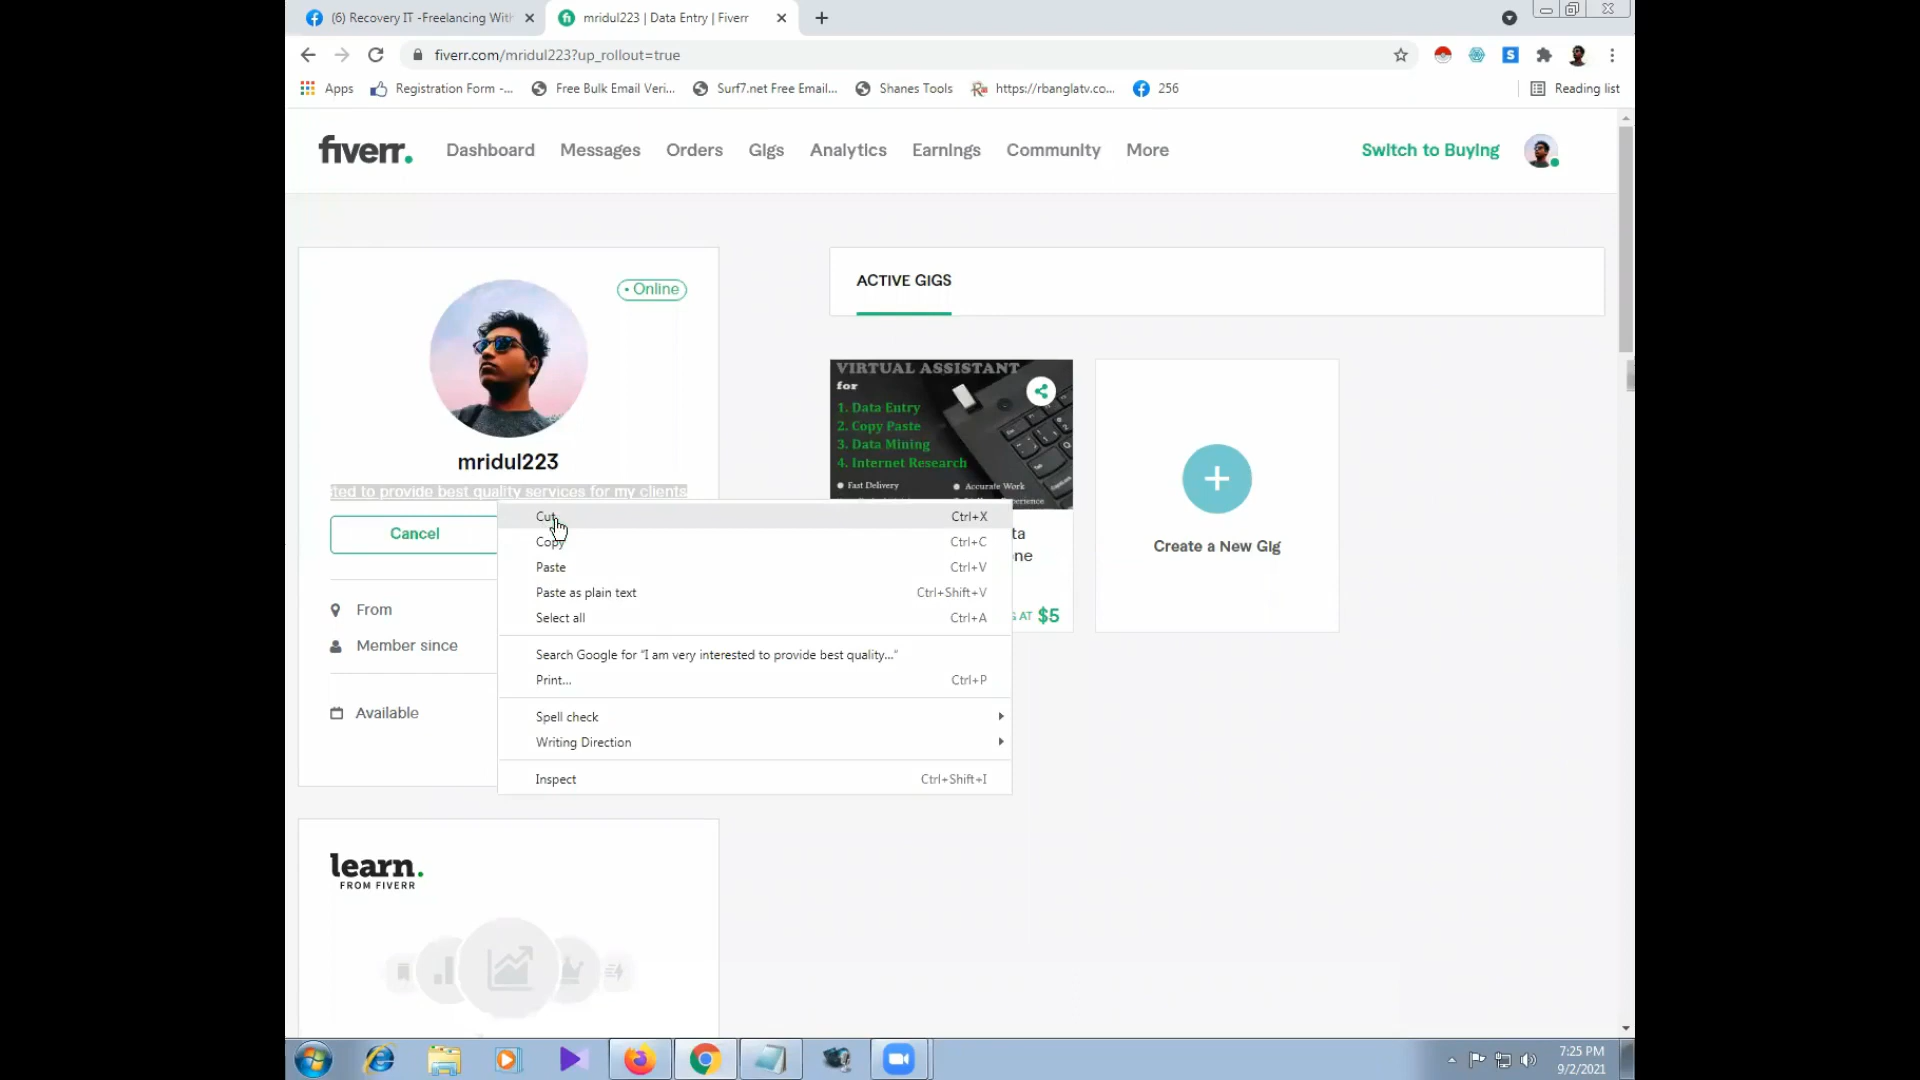 (6) Recovery IT -Freelancing With
mridul223 | Data Entry | Fiverr
fiverr.com/mridul223?up_rollout=true
Apps
Registration Form -...
Free Bulk Email Veri...
Surf7.net Free Email...
Shanes Tools
https://rbanglatv.co...
256
Reading list
fiverr.
Dashboard
Messages
Orders
Gigs
Analytics
Earnings
Community
More
Switch to Buying
• Online
mridul223
sted to provide best quality services for my clients
Cancel
From
Member since
Available
learn.
FROM FIVERR
ACTIVE GIGS
VIRTUAL ASSISTANT
for
1. Data Entry
2. Copy Paste
3. Data Mining
4. Internet Research
Fast Delivery
Accurate Work
ta
ne
AT $5
Create a New Gig
Cut Ctrl+X
Copy Ctrl+C
Paste Ctrl+V
Paste as plain text Ctrl+Shift+V
Select all Ctrl+A
Search Google for "I am very interested to provide best quality..."
Print... Ctrl+P
Spell check
Writing Direction
Inspect Ctrl+Shift+I
7:25 PM
9/2/2021